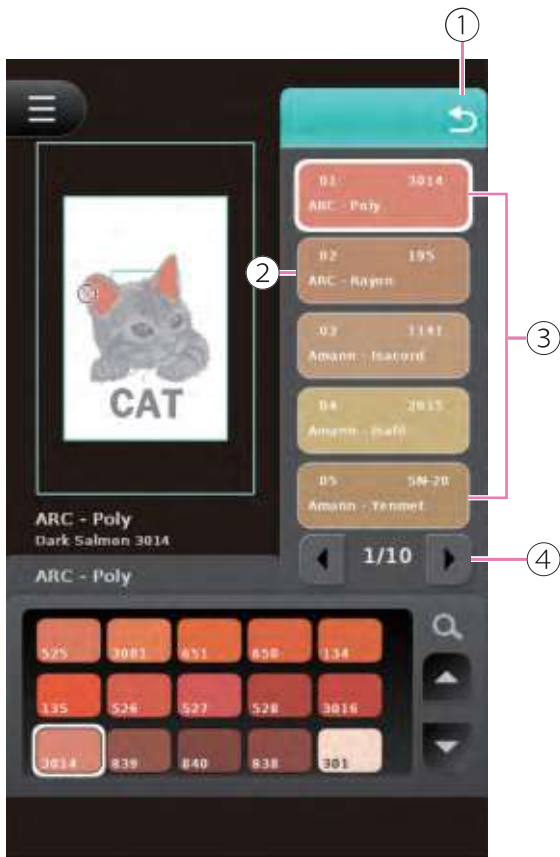 ①
01 3014
ARC - Poly
②
02 195
ARC - Rayon
③
03 1141
Amann - Isacord
04 2015
Amann - Isafil
05 SN-20
Amann - Yenmet
④
1/10
CAT
ARC - Poly
Dark Salmon 3014
ARC - Poly
525 3081 651 650 134
135 526 527 528 3016
3014 839 840 838 301